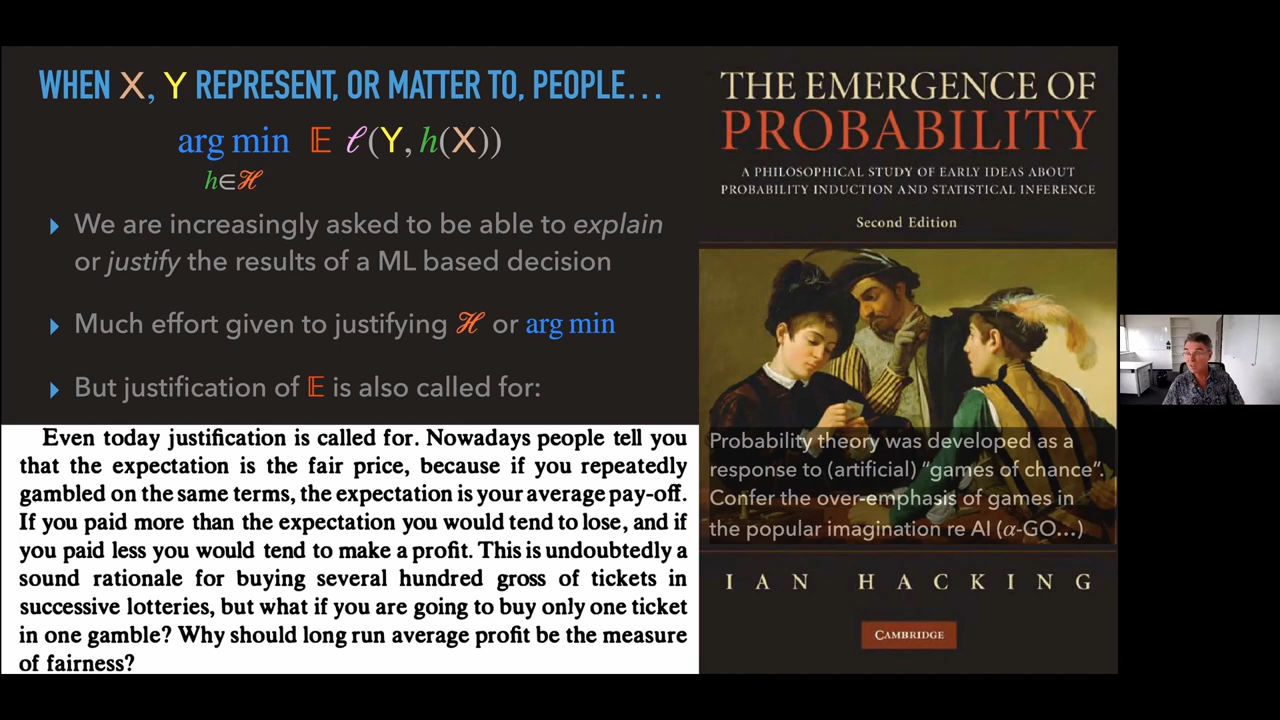 WHEN X, Y REPRESENT, OR MATTER TO, PEOPLE…
arg min 𝔼 ℓ(Y, h(X))
h∈ℋ
We are increasingly asked to be able to explain
or justify the results of a ML based decision
Much effort given to justifying ℋ or arg min
But justification of 𝔼 is also called for:
Even today justification is called for. Nowadays people tell you
that the expectation is the fair price, because if you repeatedly
gambled on the same terms, the expectation is your average pay-off.
If you paid more than the expectation you would tend to lose, and if
you paid less you would tend to make a profit. This is undoubtedly a
sound rationale for buying several hundred gross of tickets in
successive lotteries, but what if you are going to buy only one ticket
in one gamble? Why should long run average profit be the measure
of fairness?
THE EMERGENCE OF
PROBABILITY
A PHILOSOPHICAL STUDY OF EARLY IDEAS ABOUT
PROBABILITY INDUCTION AND STATISTICAL INFERENCE
Second Edition
Probability theory was developed as a
response to (artificial) “games of chance”.
Confer the over-emphasis of games in
the popular imagination re AI (α-GO…)
IAN HACKING
CAMBRIDGE